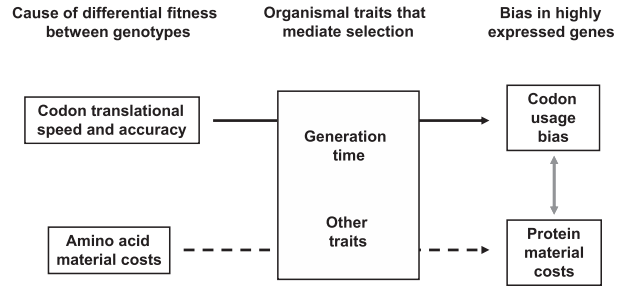 Cause of differential fitness
between genotypes
Organismal traits that
mediate selection
Bias in highly
expressed genes
Codon translational
speed and accuracy
Generation
time
Codon
usage
bias
Amino acid
material costs
Other
traits
Protein
material
costs